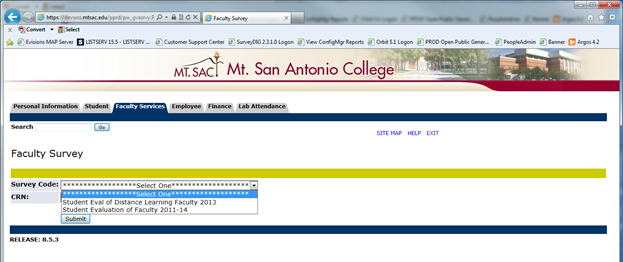 https://8evisns.mtsac.edu/pprd/pw_gvasrvy.P
Faculty Survey
Convert
Select
Evisions MAP Server
LISTSERV 15.5 - LISTSERV ...
Customer Support Center
SurveyDIG 2.3.1.0 Logon
View ConfigMgr Reports
Orbit 5.1 Logon
PROD Open Public Gener...
PeopleAdmin
Banner
Argos 4.2
MT.SAC
Mt. San Antonio College
Personal Information
Student
Faculty Services
Employee
Finance
Lab Attendance
Search
Go
SITE MAP
HELP
EXIT
Faculty Survey
Survey Code:
******************Select One*******************
******************Select One*******************
CRN:
Student Eval of Distance Learning Faculty 2013
Student Evaluation of Faculty 2011-14
Submit
RELEASE: 8.5.3